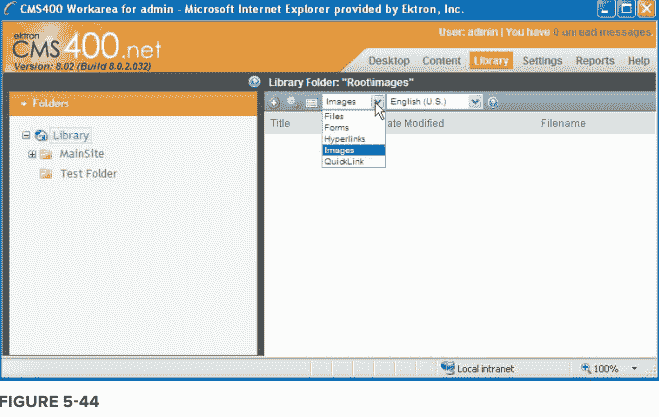 CMS400 Workarea for admin - Microsoft Internet Explorer provided by Ektron, Inc.
ektron
CMS400.net
Version: 8.02 (Build 8.0.2.032)
User: admin | You have 0 unread messages
Desktop Content Library Settings Reports Help
Library Folder: "Root\images"
Folders
Images English (U.S.)
Title ate Modified Filename
Files
Forms
Hyperlinks
Images
QuickLink
Library
MainSite
Test Folder
Local intranet 100%
FIGURE 5-44